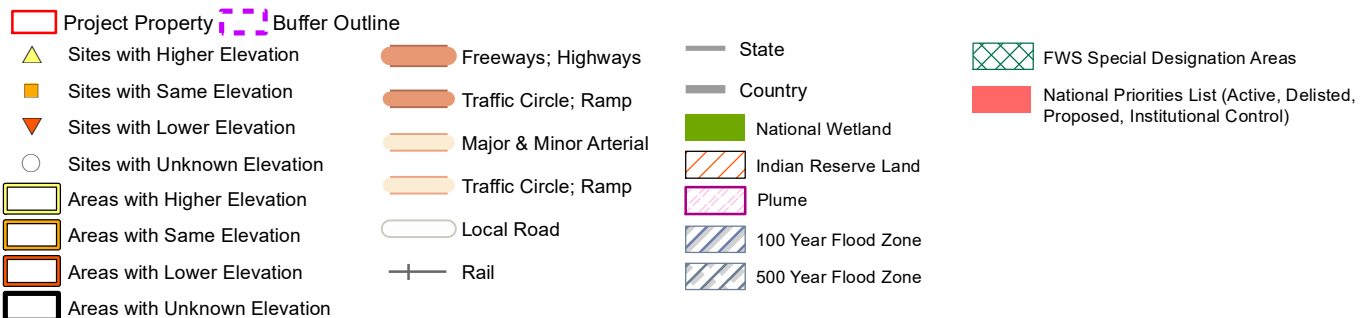 Project Property
Buffer Outline
Sites with Higher Elevation
Sites with Same Elevation
Sites with Lower Elevation
Sites with Unknown Elevation
Areas with Higher Elevation
Areas with Same Elevation
Areas with Lower Elevation
Areas with Unknown Elevation
Freeways; Highways
Traffic Circle; Ramp
Major & Minor Arterial
Traffic Circle; Ramp
Local Road
Rail
State
Country
National Wetland
Indian Reserve Land
Plume
100 Year Flood Zone
500 Year Flood Zone
FWS Special Designation Areas
National Priorities List (Active, Delisted,
Proposed, Institutional Control)